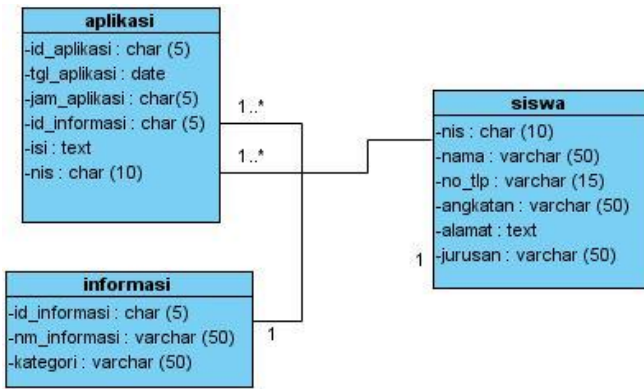 aplikasi
-id_aplikasi : char (5)
-tgl_aplikasi : date
-jam_aplikasi : char(5)
-id_informasi : char (5)
-isi : text
-nis : char (10)
1..*
1..*
siswa
-nis : char (10)
-nama : varchar (50)
-no_tlp : varchar (15)
-angkatan : varchar (50)
-alamat : text
-jurusan : varchar (50)
1
informasi
-id_informasi : char (5)
-nm_informasi : varchar (50)
-kategori : varchar (50)
1